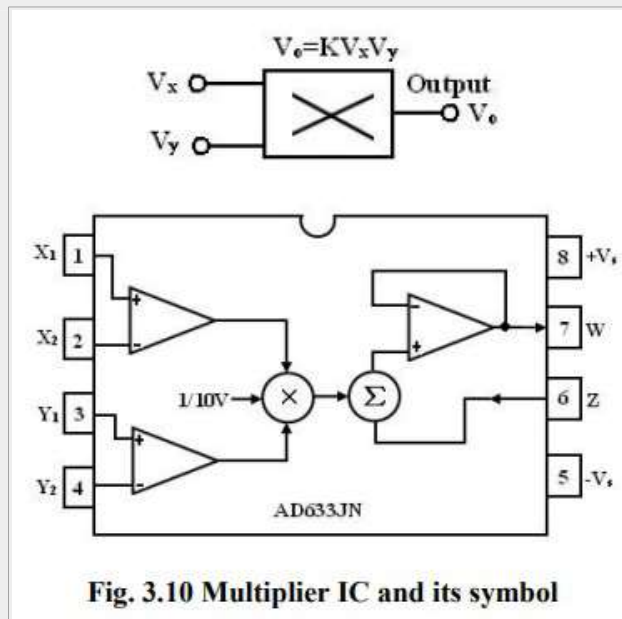 Vo=KVxVy
Vx
Output
Vo
Vy
X1 1
8 +Vs
+
-
+
-
7 W
X2 2
1/10V × Σ
6 Z
Y1 3
+
-
Y2 4
5 -Vs
AD633JN
Fig. 3.10 Multiplier IC and its symbol